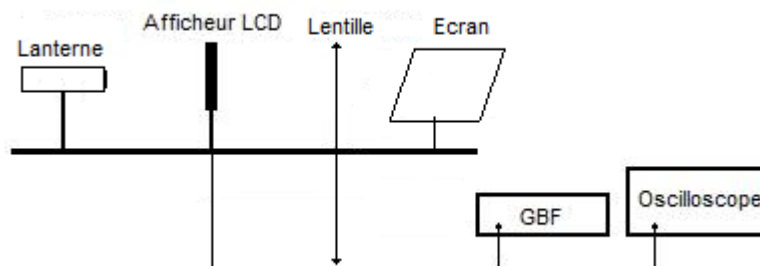 Afficheur LCD
Lentille
Ecran
Lanterne
GBF
Oscilloscope